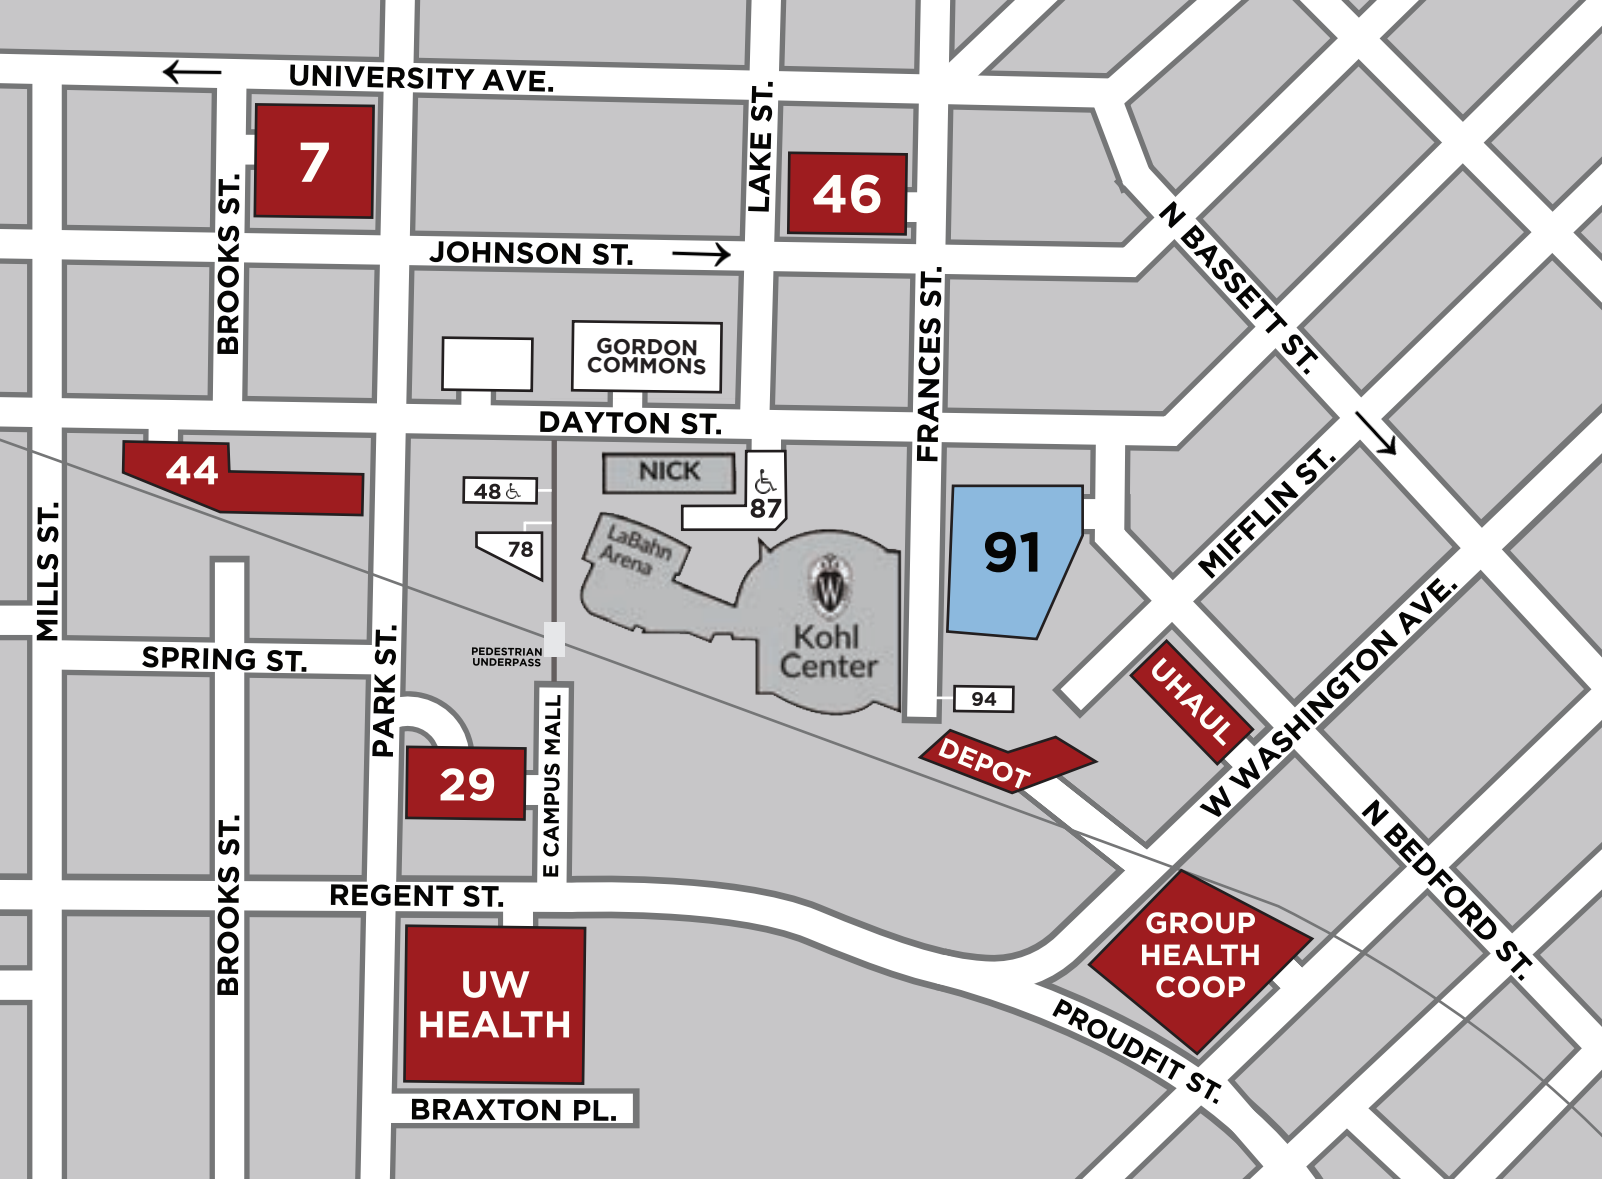 UNIVERSITY AVE.
7
LAKE ST.
46
BROOKS ST.
JOHNSON ST.
N BASSETT ST.
FRANCES ST.
GORDON
COMMONS
DAYTON ST.
44
NICK
48
87
78
LaBahn
Arena
91
MIFFLIN ST.
MILLS ST.
W
Kohl
Center
PEDESTRIAN
UNDERPASS
SPRING ST.
PARK ST.
94
UHAUL
W WASHINGTON AVE.
DEPOT
29
E CAMPUS MALL
N BEDFORD ST.
BROOKS ST.
REGENT ST.
GROUP
HEALTH
COOP
UW
HEALTH
PROUDFIT ST.
BRAXTON PL.